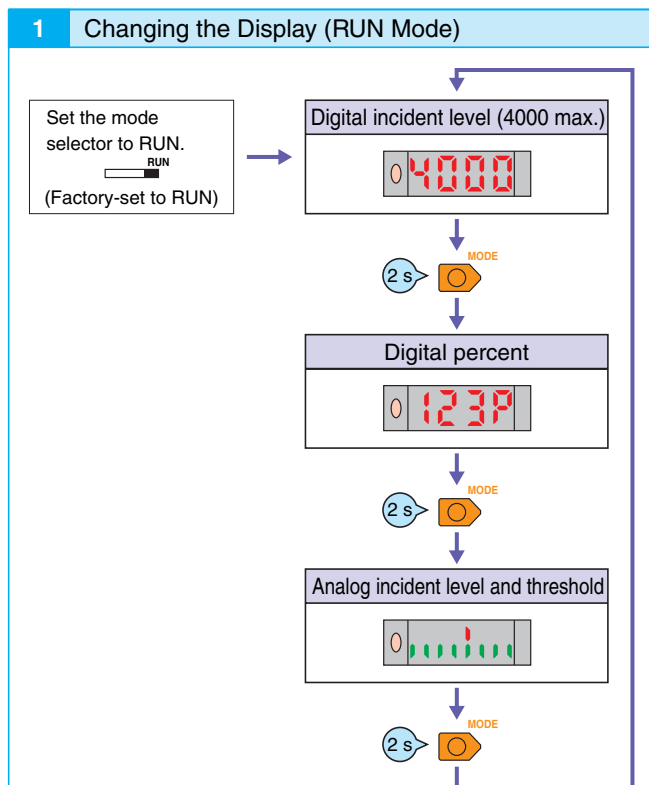 1 Changing the Display (RUN Mode)
Set the mode
selector to RUN.
RUN
(Factory-set to RUN)
Digital incident level (4000 max.)
4000
MODE
2 s
Digital percent
123P
MODE
2 s
Analog incident level and threshold
MODE
2 s